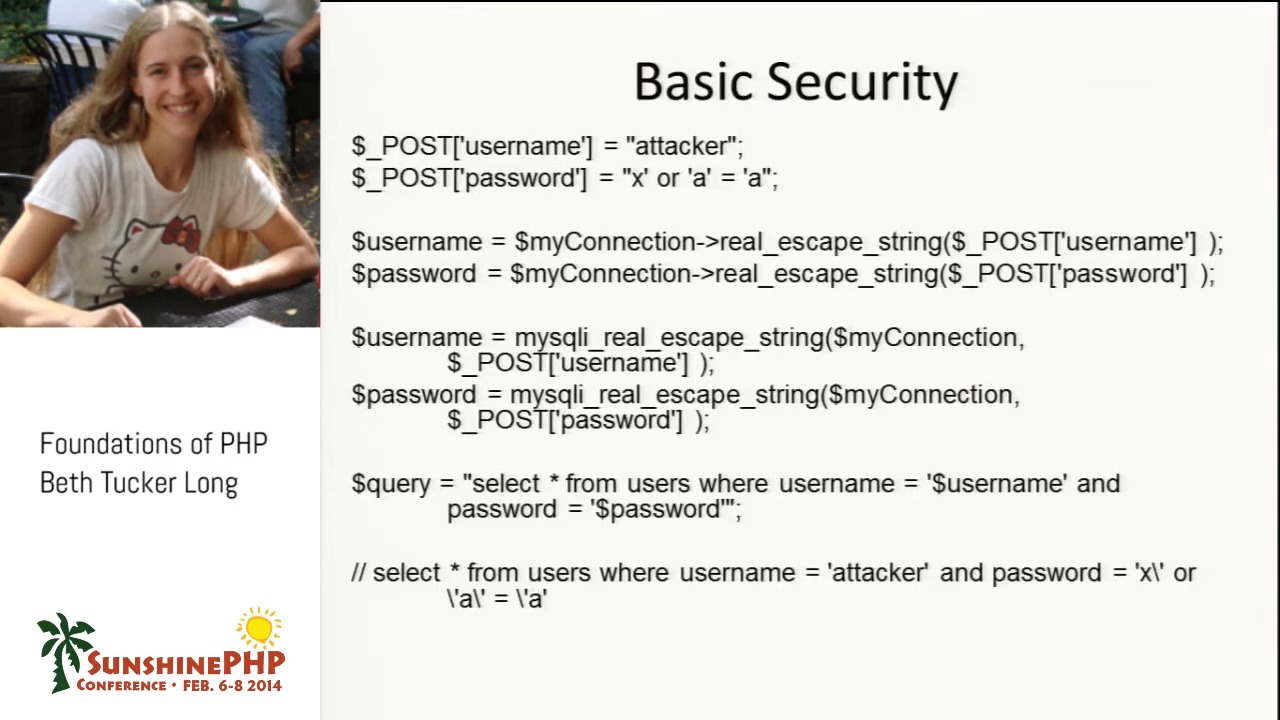 Basic Security
$_POST['username'] = "attacker";
$_POST['password'] = "x' or 'a' = 'a";
$username = $myConnection->real_escape_string($_POST['username'] );
$password = $myConnection->real_escape_string($_POST['password'] );
$username = mysqli_real_escape_string($myConnection,
$_POST['username'] );
$password = mysqli_real_escape_string($myConnection,
$_POST['password'] );
$query = "select * from users where username = '$username' and
password = '$password'";
// select * from users where username = 'attacker' and password = 'x\' or
\'a\' = \'a'
Foundations of PHP
Beth Tucker Long
SUNSHINEPHP
CONFERENCE • FEB. 6-8 2014